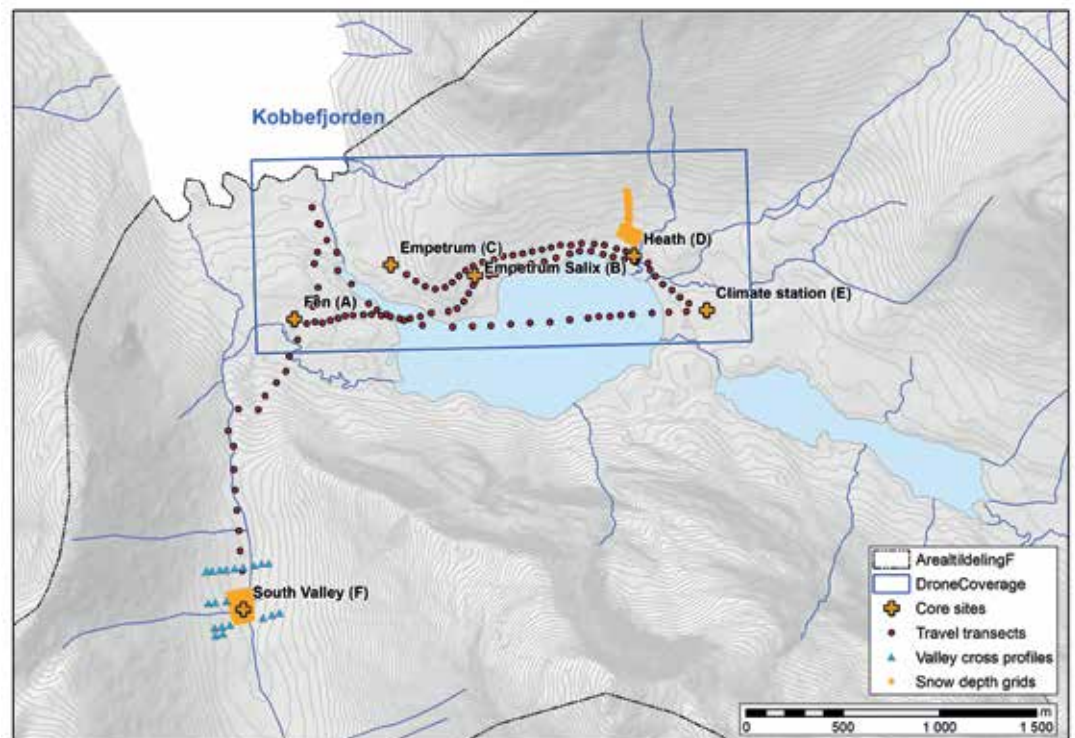 Kobbefjorden
Empetrum (C)
Heath (D)
Empetrum Salix (B)
Fen (A)
Climate station (E)
South Valley (F)
ArealtildelingF
DroneCoverage
Core sites
Travel transects
Valley cross profiles
Snow depth grids
m
0 500 1 000 1 500